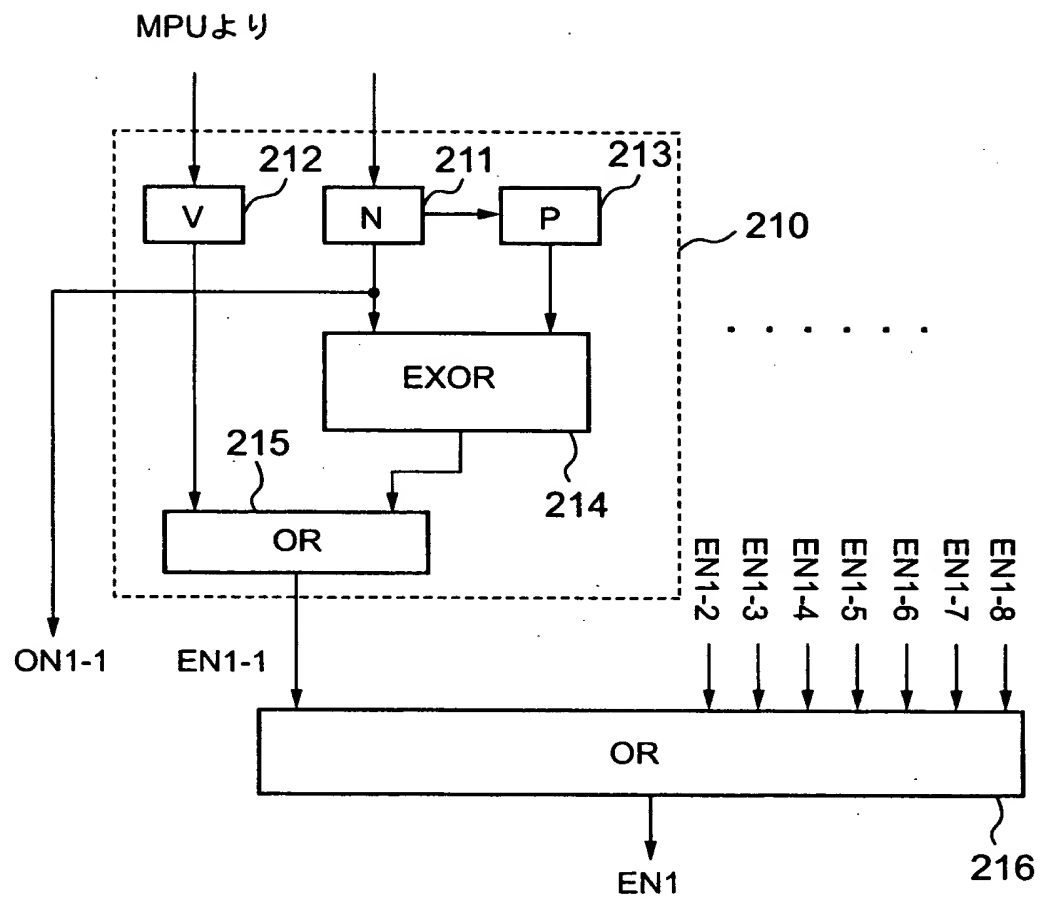 MPUより
212
211
213
V
N
P
210
EXOR
215
214
OR
EN1-2
EN1-3
EN1-4
EN1-5
EN1-6
EN1-7
EN1-8
ON1-1
EN1-1
OR
216
EN1